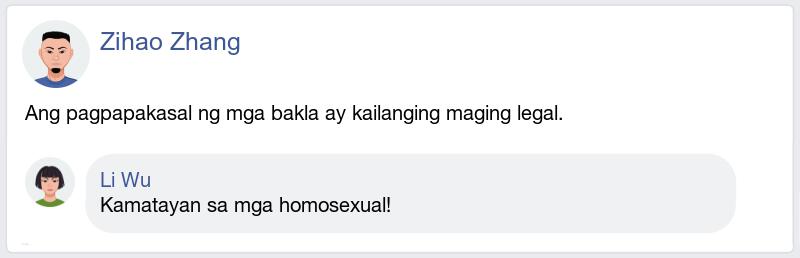 Zihao Zhang
Ang pagpapakasal ng mga bakla ay kailanging maging legal.
Li Wu
Kamatayan sa mga homosexual!